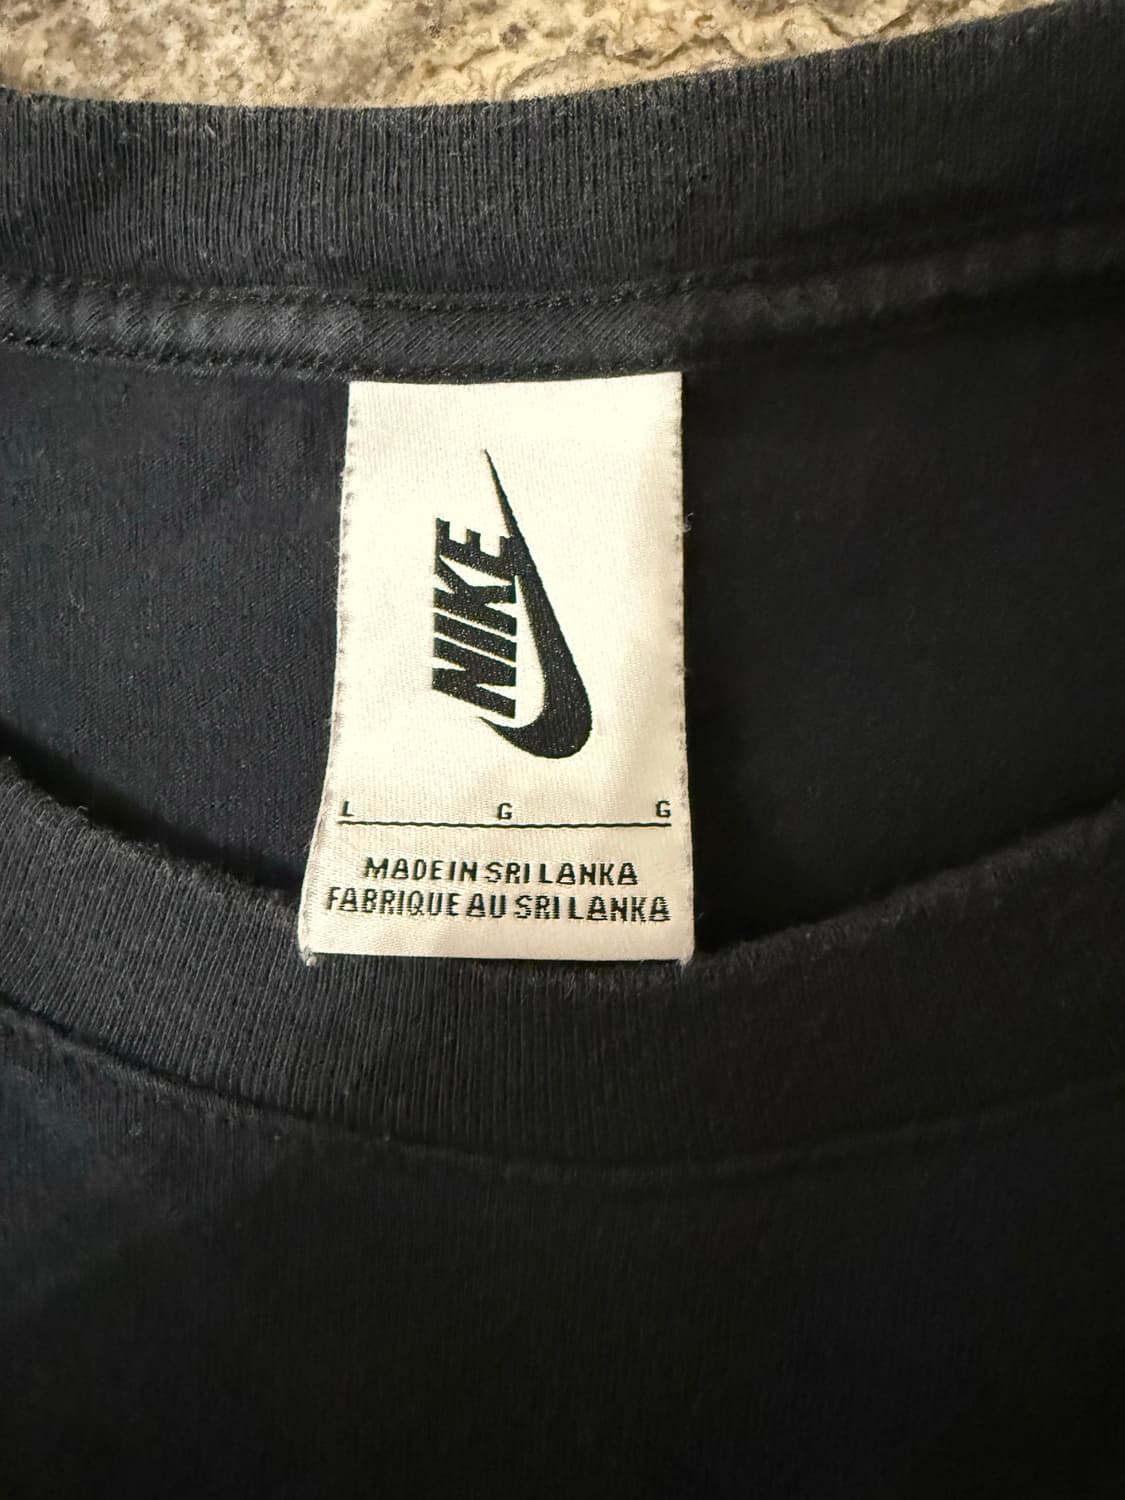 NIKE
L G G
MADE IN SRI LANKA
FABRIQUE AU SRI LANKA